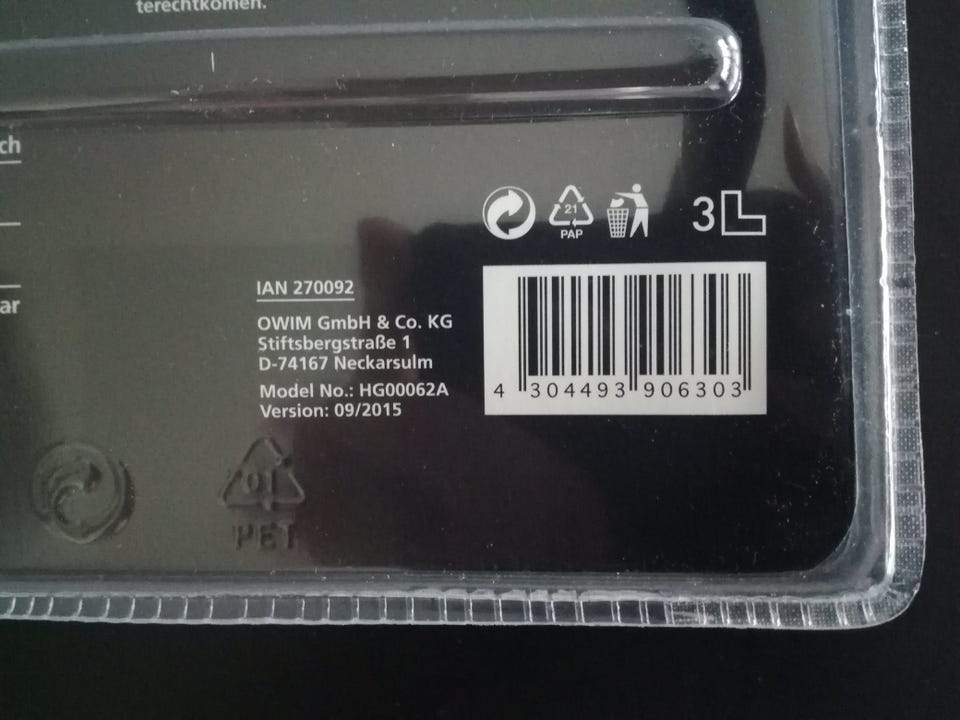 terechtkomen.
ch
ar
21
PAP
3
IAN 270092
OWIM GmbH & Co. KG
Stiftsbergstraße 1
D-74167 Neckarsulm
Model No.: HG00062A
Version: 09/2015
4 304493 906303
01
PET